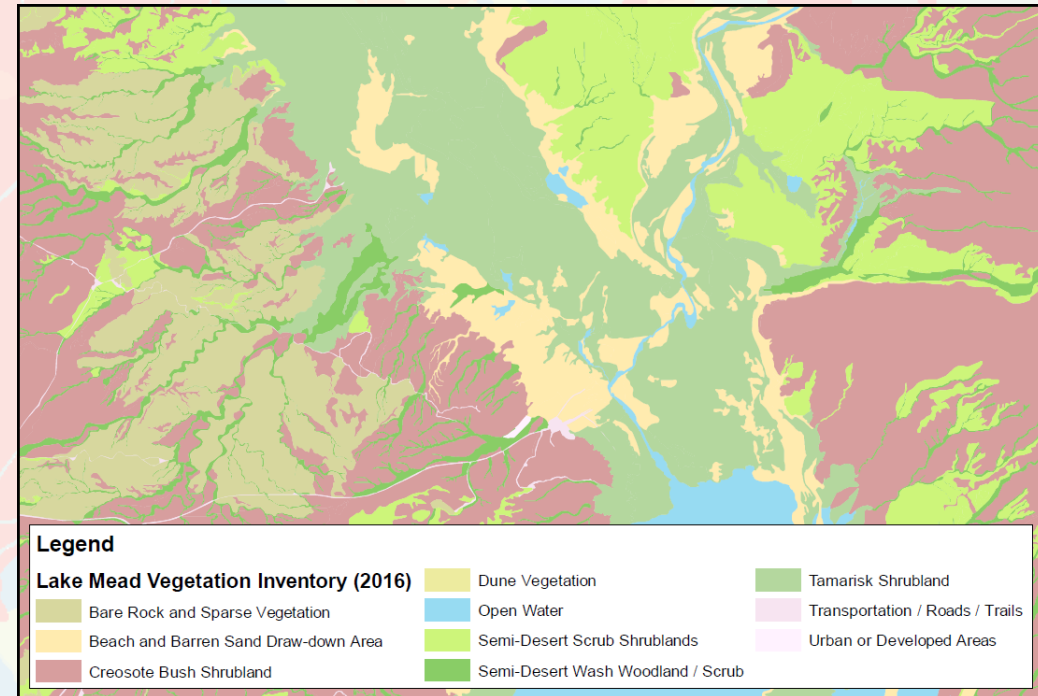 Legend
Lake Mead Vegetation Inventory (2016)
Bare Rock and Sparse Vegetation
Beach and Barren Sand Draw-down Area
Creosote Bush Shrubland
Dune Vegetation
Open Water
Semi-Desert Scrub Shrublands
Semi-Desert Wash Woodland / Scrub
Tamarisk Shrubland
Transportation / Roads / Trails
Urban or Developed Areas